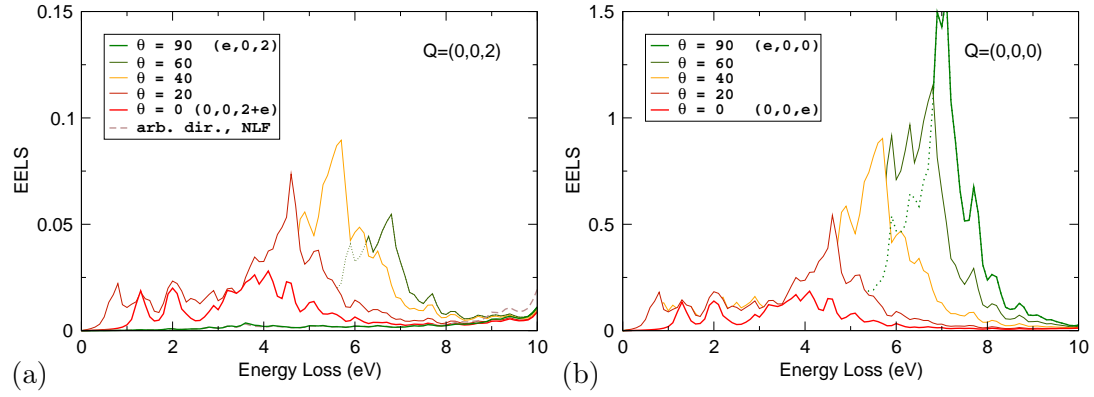 0.15
0.1
0.05
0
EELS
θ = 90 (e,0,2)
θ = 60
θ = 40
θ = 20
θ = 0 (0,0,2+e)
arb. dir., NLF
Q=(0,0,2)
0 2 4 6 8 10
Energy Loss (eV)
(a)
1.5
1
0.5
0
EELS
θ = 90 (e,0,0)
θ = 60
θ = 40
θ = 20
θ = 0 (0,0,e)
Q=(0,0,0)
0 2 4 6 8 10
Energy Loss (eV)
(b)